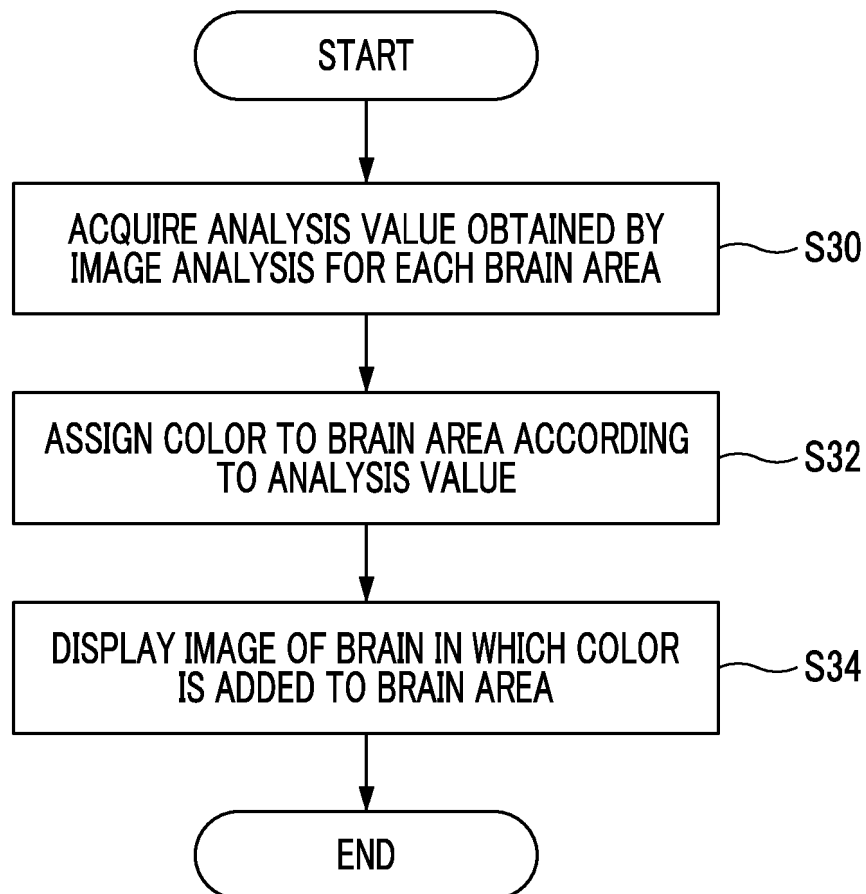 START
ACQUIRE ANALYSIS VALUE OBTAINED BY
IMAGE ANALYSIS FOR EACH BRAIN AREA
S30
ASSIGN COLOR TO BRAIN AREA ACCORDING
TO ANALYSIS VALUE
S32
DISPLAY IMAGE OF BRAIN IN WHICH COLOR
IS ADDED TO BRAIN AREA
S34
END